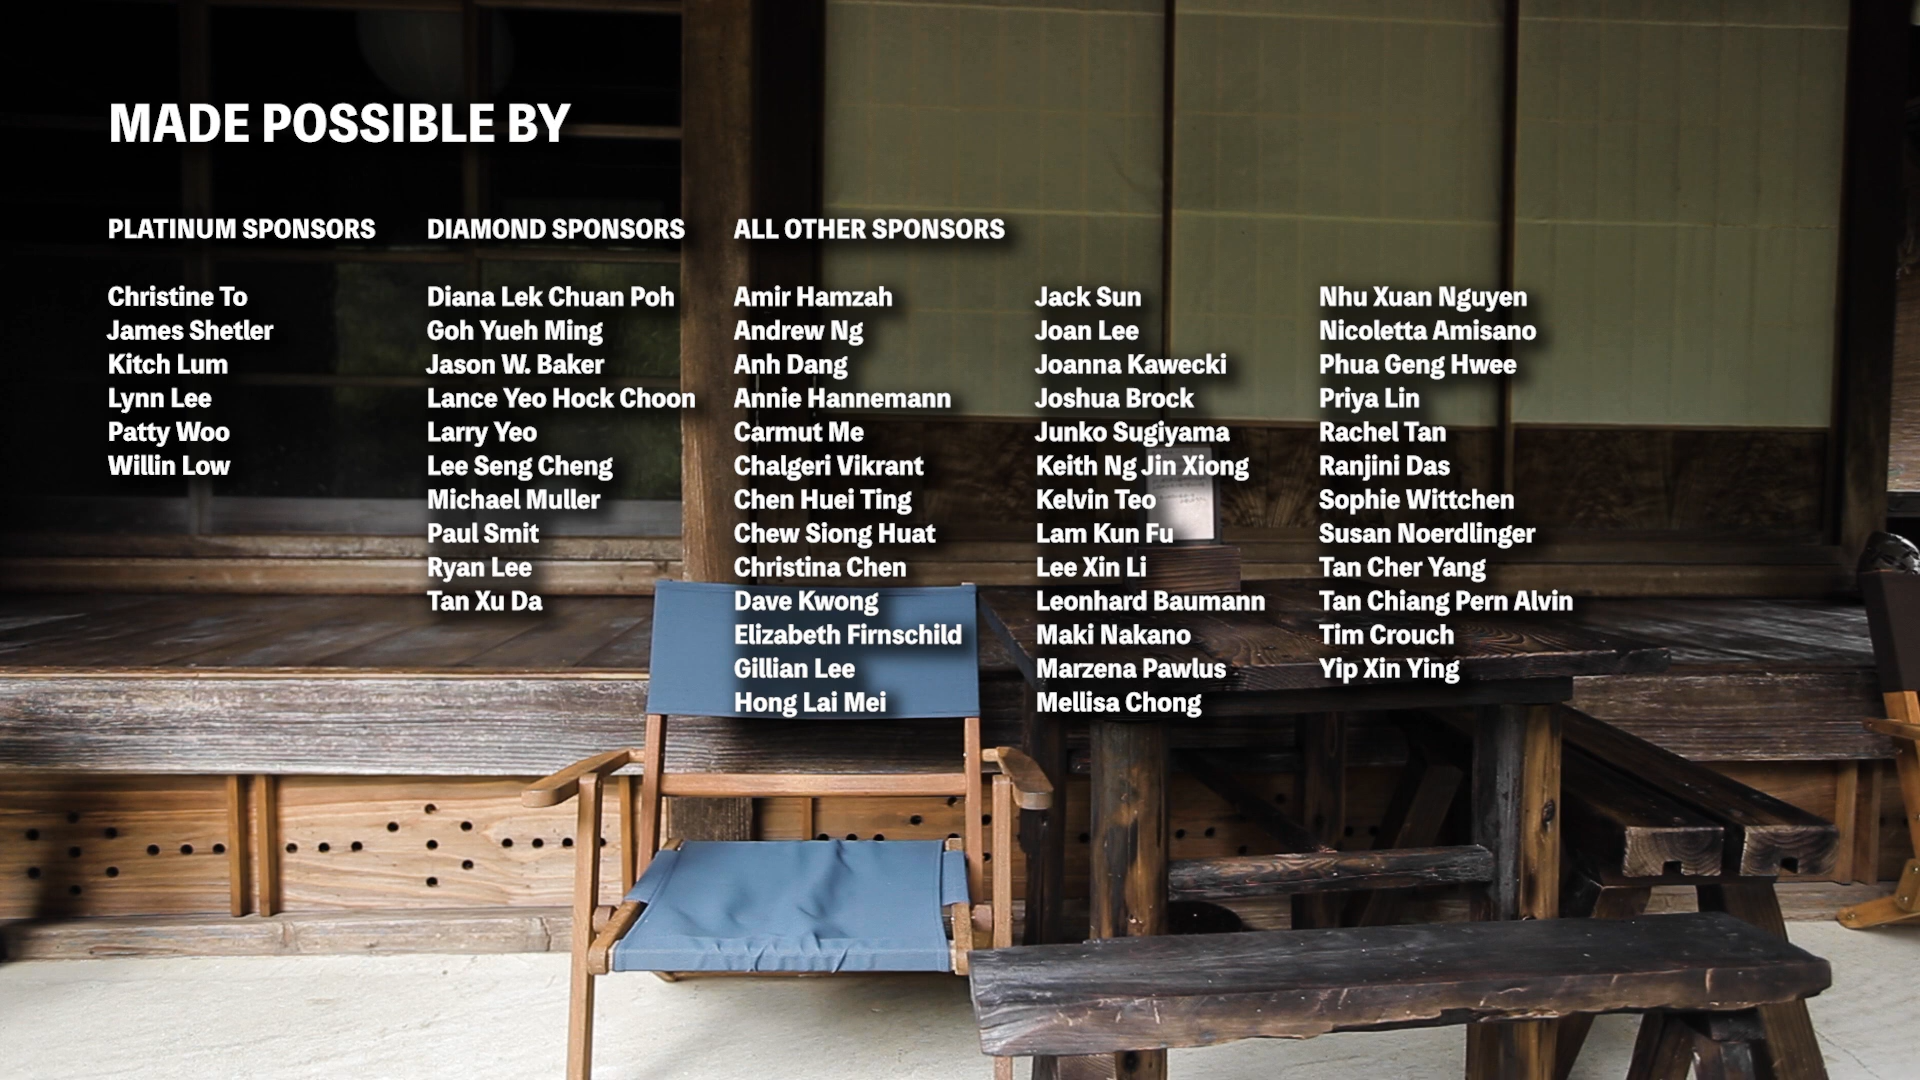 MADE POSSIBLE BY
PLATINUM SPONSORS
Christine To
James Shetler
Kitch Lum
Lynn Lee
Patty Woo
Willin Low
DIAMOND SPONSORS
Diana Lek Chuan Poh
Goh Yueh Ming
Jason W. Baker
Lance Yeo Hock Choon
Larry Yeo
Lee Seng Cheng
Michael Muller
Paul Smit
Ryan Lee
Tan Xu Da
ALL OTHER SPONSORS
Amir Hamzah
Andrew Ng
Anh Dang
Annie Hannemann
Carmut Me
Chalgeri Vikrant
Chen Huei Ting
Chew Siong Huat
Christina Chen
Dave Kwong
Elizabeth Firnschild
Gillian Lee
Hong Lai Mei
Jack Sun
Joan Lee
Joanna Kawecki
Joshua Brock
Junko Sugiyama
Keith Ng Jin Xiong
Kelvin Teo
Lam Kun Fu
Lee Xin Li
Leonhard Baumann
Maki Nakano
Marzena Pawlus
Mellisa Chong
Nhu Xuan Nguyen
Nicoletta Amisano
Phua Geng Hwee
Priya Lin
Rachel Tan
Ranjini Das
Sophie Wittchen
Susan Noerdlinger
Tan Cher Yang
Tan Chiang Pern Alvin
Tim Crouch
Yip Xin Ying